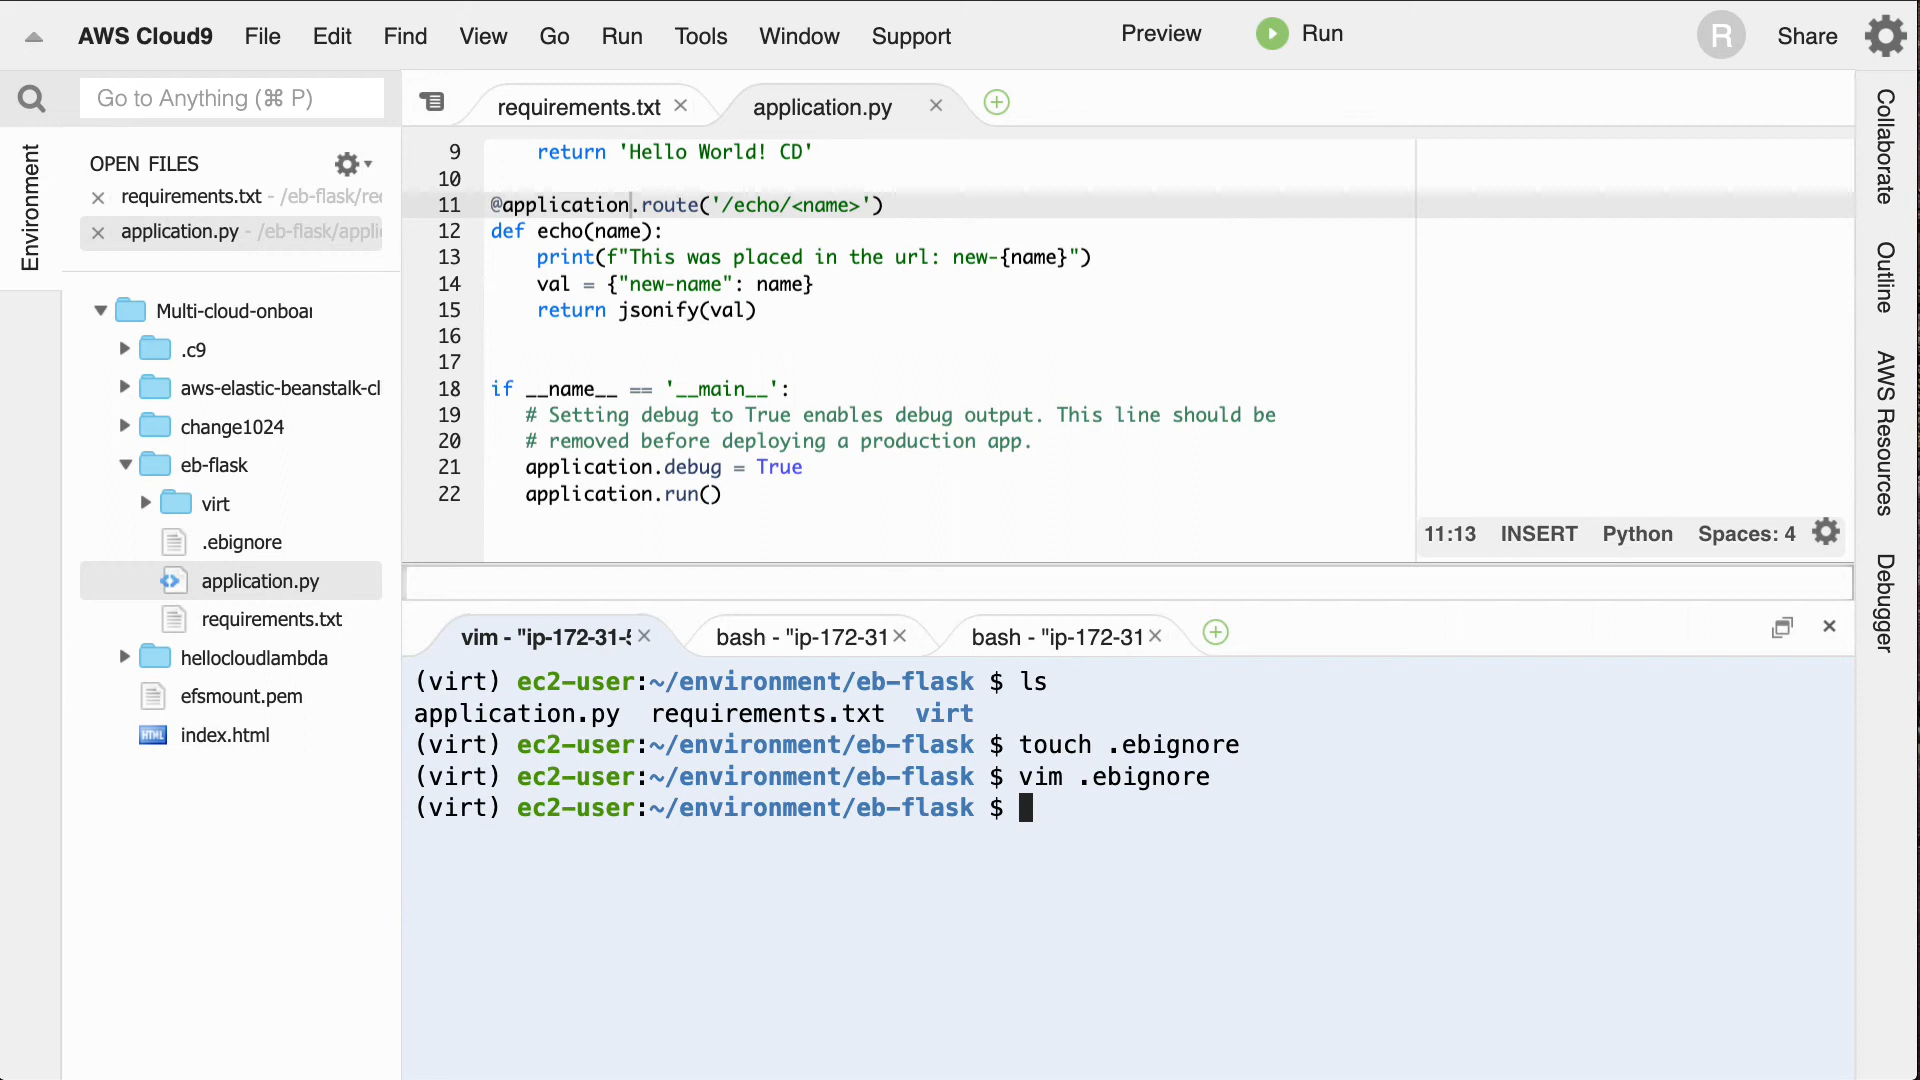 AWS Cloud9 File Edit Find View Go Run Tools Window Support Preview Run R Share
Go to Anything (⌘ P)
requirements.txt
application.py
Environment
OPEN FILES
requirements.txt - /eb-flask/rec
application.py - /eb-flask/appli
Multi-cloud-onboar
.c9
aws-elastic-beanstalk-cl
change1024
eb-flask
virt
.ebignore
application.py
requirements.txt
hellocloudlambda
efsmount.pem
HTML index.html
9 return 'Hello World! CD'
10
11 @application.route('/echo/<name>')
12 def echo(name):
13 print(f"This was placed in the url: new-{name}")
14 val = {"new-name": name}
15 return jsonify(val)
16
17
18 if __name__ == '__main__':
19 # Setting debug to True enables debug output. This line should be
20 # removed before deploying a production app.
21 application.debug = True
22 application.run()
11:13 INSERT Python Spaces: 4
vim - "ip-172-31-5
bash - "ip-172-31
bash - "ip-172-31
(virt) ec2-user:~/environment/eb-flask $ ls
application.py requirements.txt virt
(virt) ec2-user:~/environment/eb-flask $ touch .ebignore
(virt) ec2-user:~/environment/eb-flask $ vim .ebignore
(virt) ec2-user:~/environment/eb-flask $
Collaborate
Outline
AWS Resources
Debugger